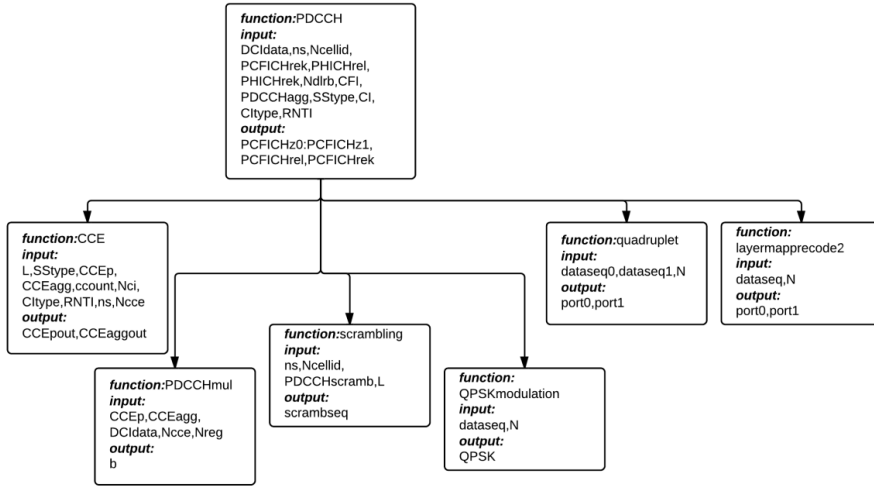 function:PDCCH
input:
DCIdata,ns,Ncellid,
PCFICHrek,PHICHrel,
PHICHrek,Ndlrb,CFI,
PDCCHagg,SStype,CI,
CItype,RNTI
output:
PCFICHz0:PCFICHz1,
PCFICHrel,PCFICHrek
function:CCE
input:
L,SStype,CCEp,
CCEagg,ccount,Nci,
CItype,RNTI,ns,Ncce
output:
CCEpout,CCEaggout
function:PDCCHmul
input:
CCEp,CCEagg,
DCIdata,Ncce,Nreg
output:
b
function:scrambling
input:
ns,Ncellid,
PDCCHscramb,L
output:
scrambseq
function:
QPSKmodulation
input:
dataseq,N
output:
QPSK
function:quadruplet
input:
dataseq0,dataseq1,N
output:
port0,port1
function:
layermapprecode2
input:
dataseq,N
output:
port0,port1